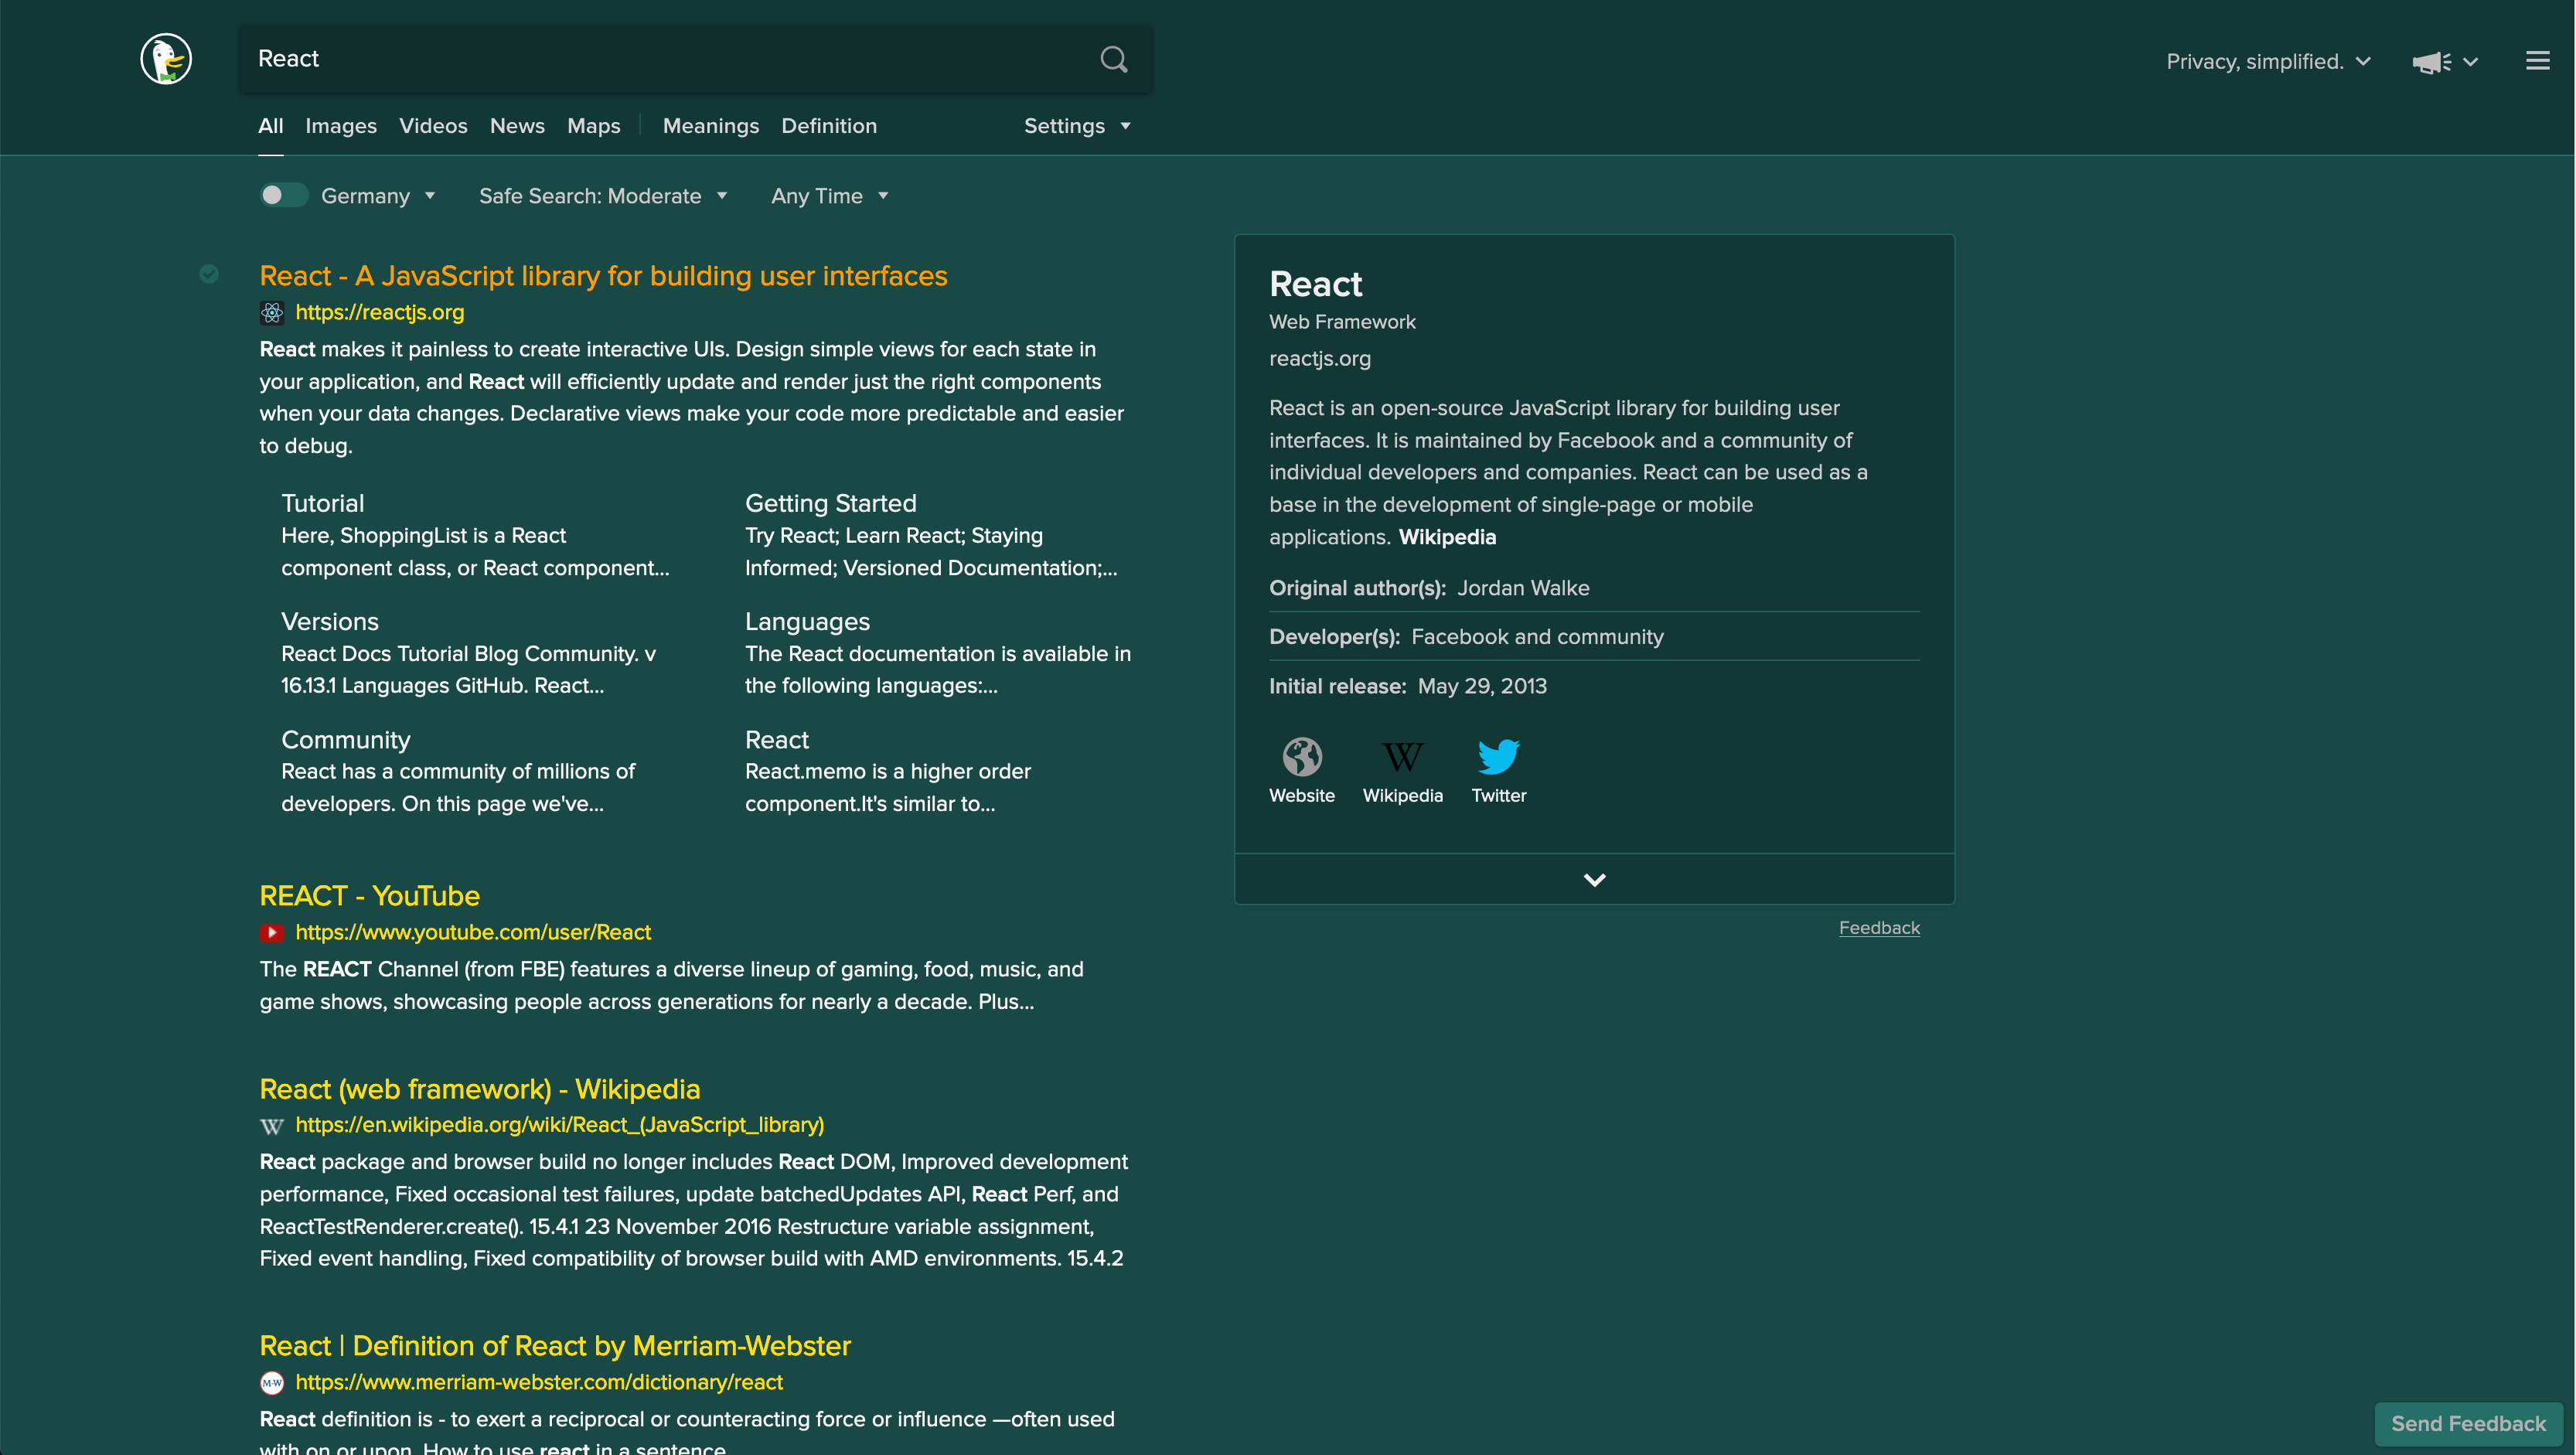 React
Privacy, simplified.
All Images Videos News Maps Meanings Definition Settings
Germany Safe Search: Moderate Any Time
React - A JavaScript library for building user interfaces
https://reactjs.org
React makes it painless to create interactive UIs. Design simple views for each state in
your application, and React will efficiently update and render just the right components
when your data changes. Declarative views make your code more predictable and easier
to debug.
Tutorial
Here, ShoppingList is a React
component class, or React component...
Getting Started
Try React; Learn React; Staying
Informed; Versioned Documentation;...
Versions
React Docs Tutorial Blog Community. v
16.13.1 Languages GitHub. React...
Languages
The React documentation is available in
the following languages:...
Community
React has a community of millions of
developers. On this page we've...
React
React.memo is a higher order
component.It's similar to...
REACT - YouTube
https://www.youtube.com/user/React
The REACT Channel (from FBE) features a diverse lineup of gaming, food, music, and
game shows, showcasing people across generations for nearly a decade. Plus...
React (web framework) - Wikipedia
W https://en.wikipedia.org/wiki/React_(JavaScript_library)
React package and browser build no longer includes React DOM, Improved development
performance, Fixed occasional test failures, update batchedUpdates API, React Perf, and
ReactTestRenderer.create(). 15.4.1 23 November 2016 Restructure variable assignment,
Fixed event handling, Fixed compatibility of browser build with AMD environments. 15.4.2
React | Definition of React by Merriam-Webster
M-W https://www.merriam-webster.com/dictionary/react
React definition is - to exert a reciprocal or counteracting force or influence —often used
with on or upon. How to use react in a sentence.
React
Web Framework
reactjs.org
React is an open-source JavaScript library for building user
interfaces. It is maintained by Facebook and a community of
individual developers and companies. React can be used as a
base in the development of single-page or mobile
applications. Wikipedia
Original author(s): Jordan Walke
Developer(s): Facebook and community
Initial release: May 29, 2013
W
Website Wikipedia Twitter
Feedback
Send Feedback